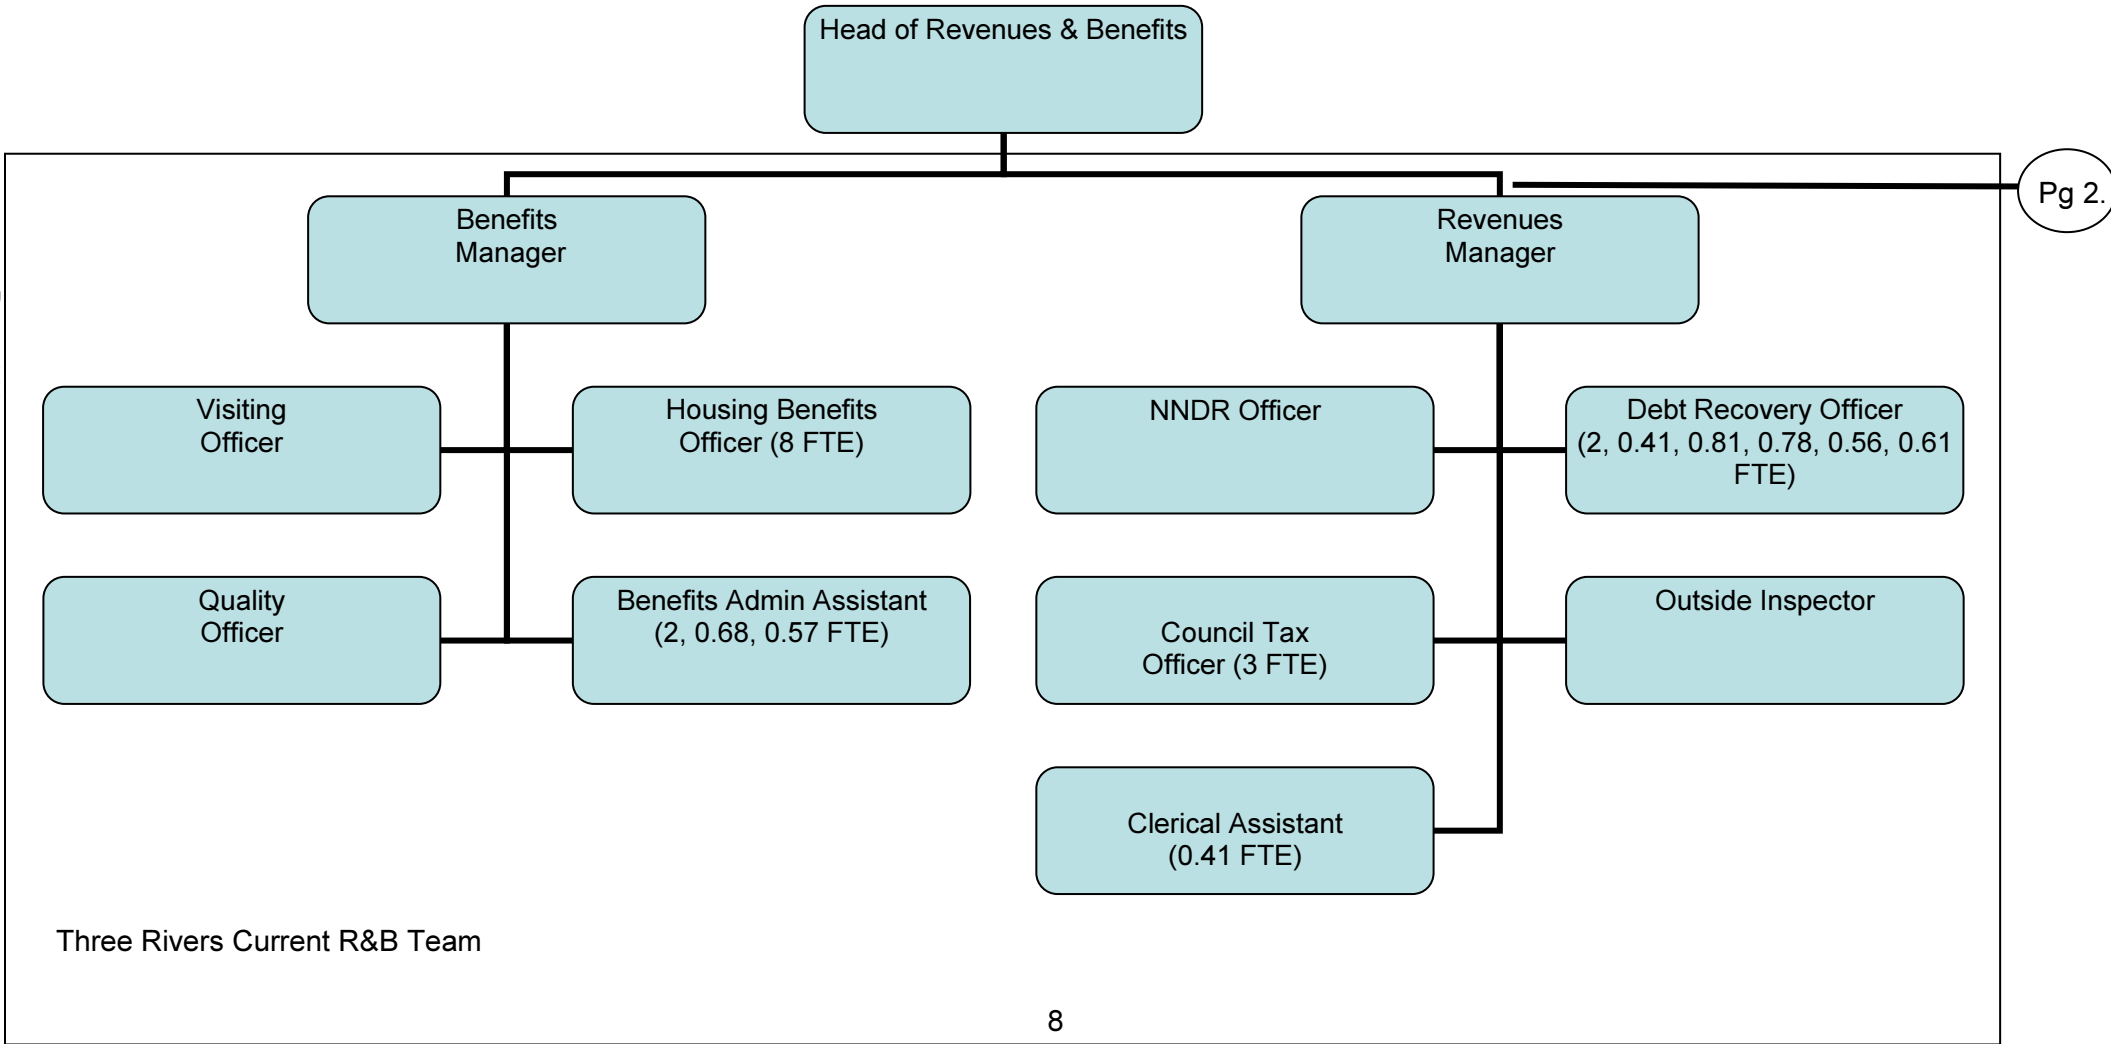 Head of Revenues & Benefits
Pg 2.
Benefits
Manager
Revenues
Manager
Visiting
Officer
Housing Benefits
Officer (8 FTE)
NNDR Officer
Debt Recovery Officer
(2, 0.41, 0.81, 0.78, 0.56, 0.61
FTE)
Quality
Officer
Benefits Admin Assistant
(2, 0.68, 0.57 FTE)
Council Tax
Officer (3 FTE)
Outside Inspector
Clerical Assistant
(0.41 FTE)
Three Rivers Current R&B Team
8